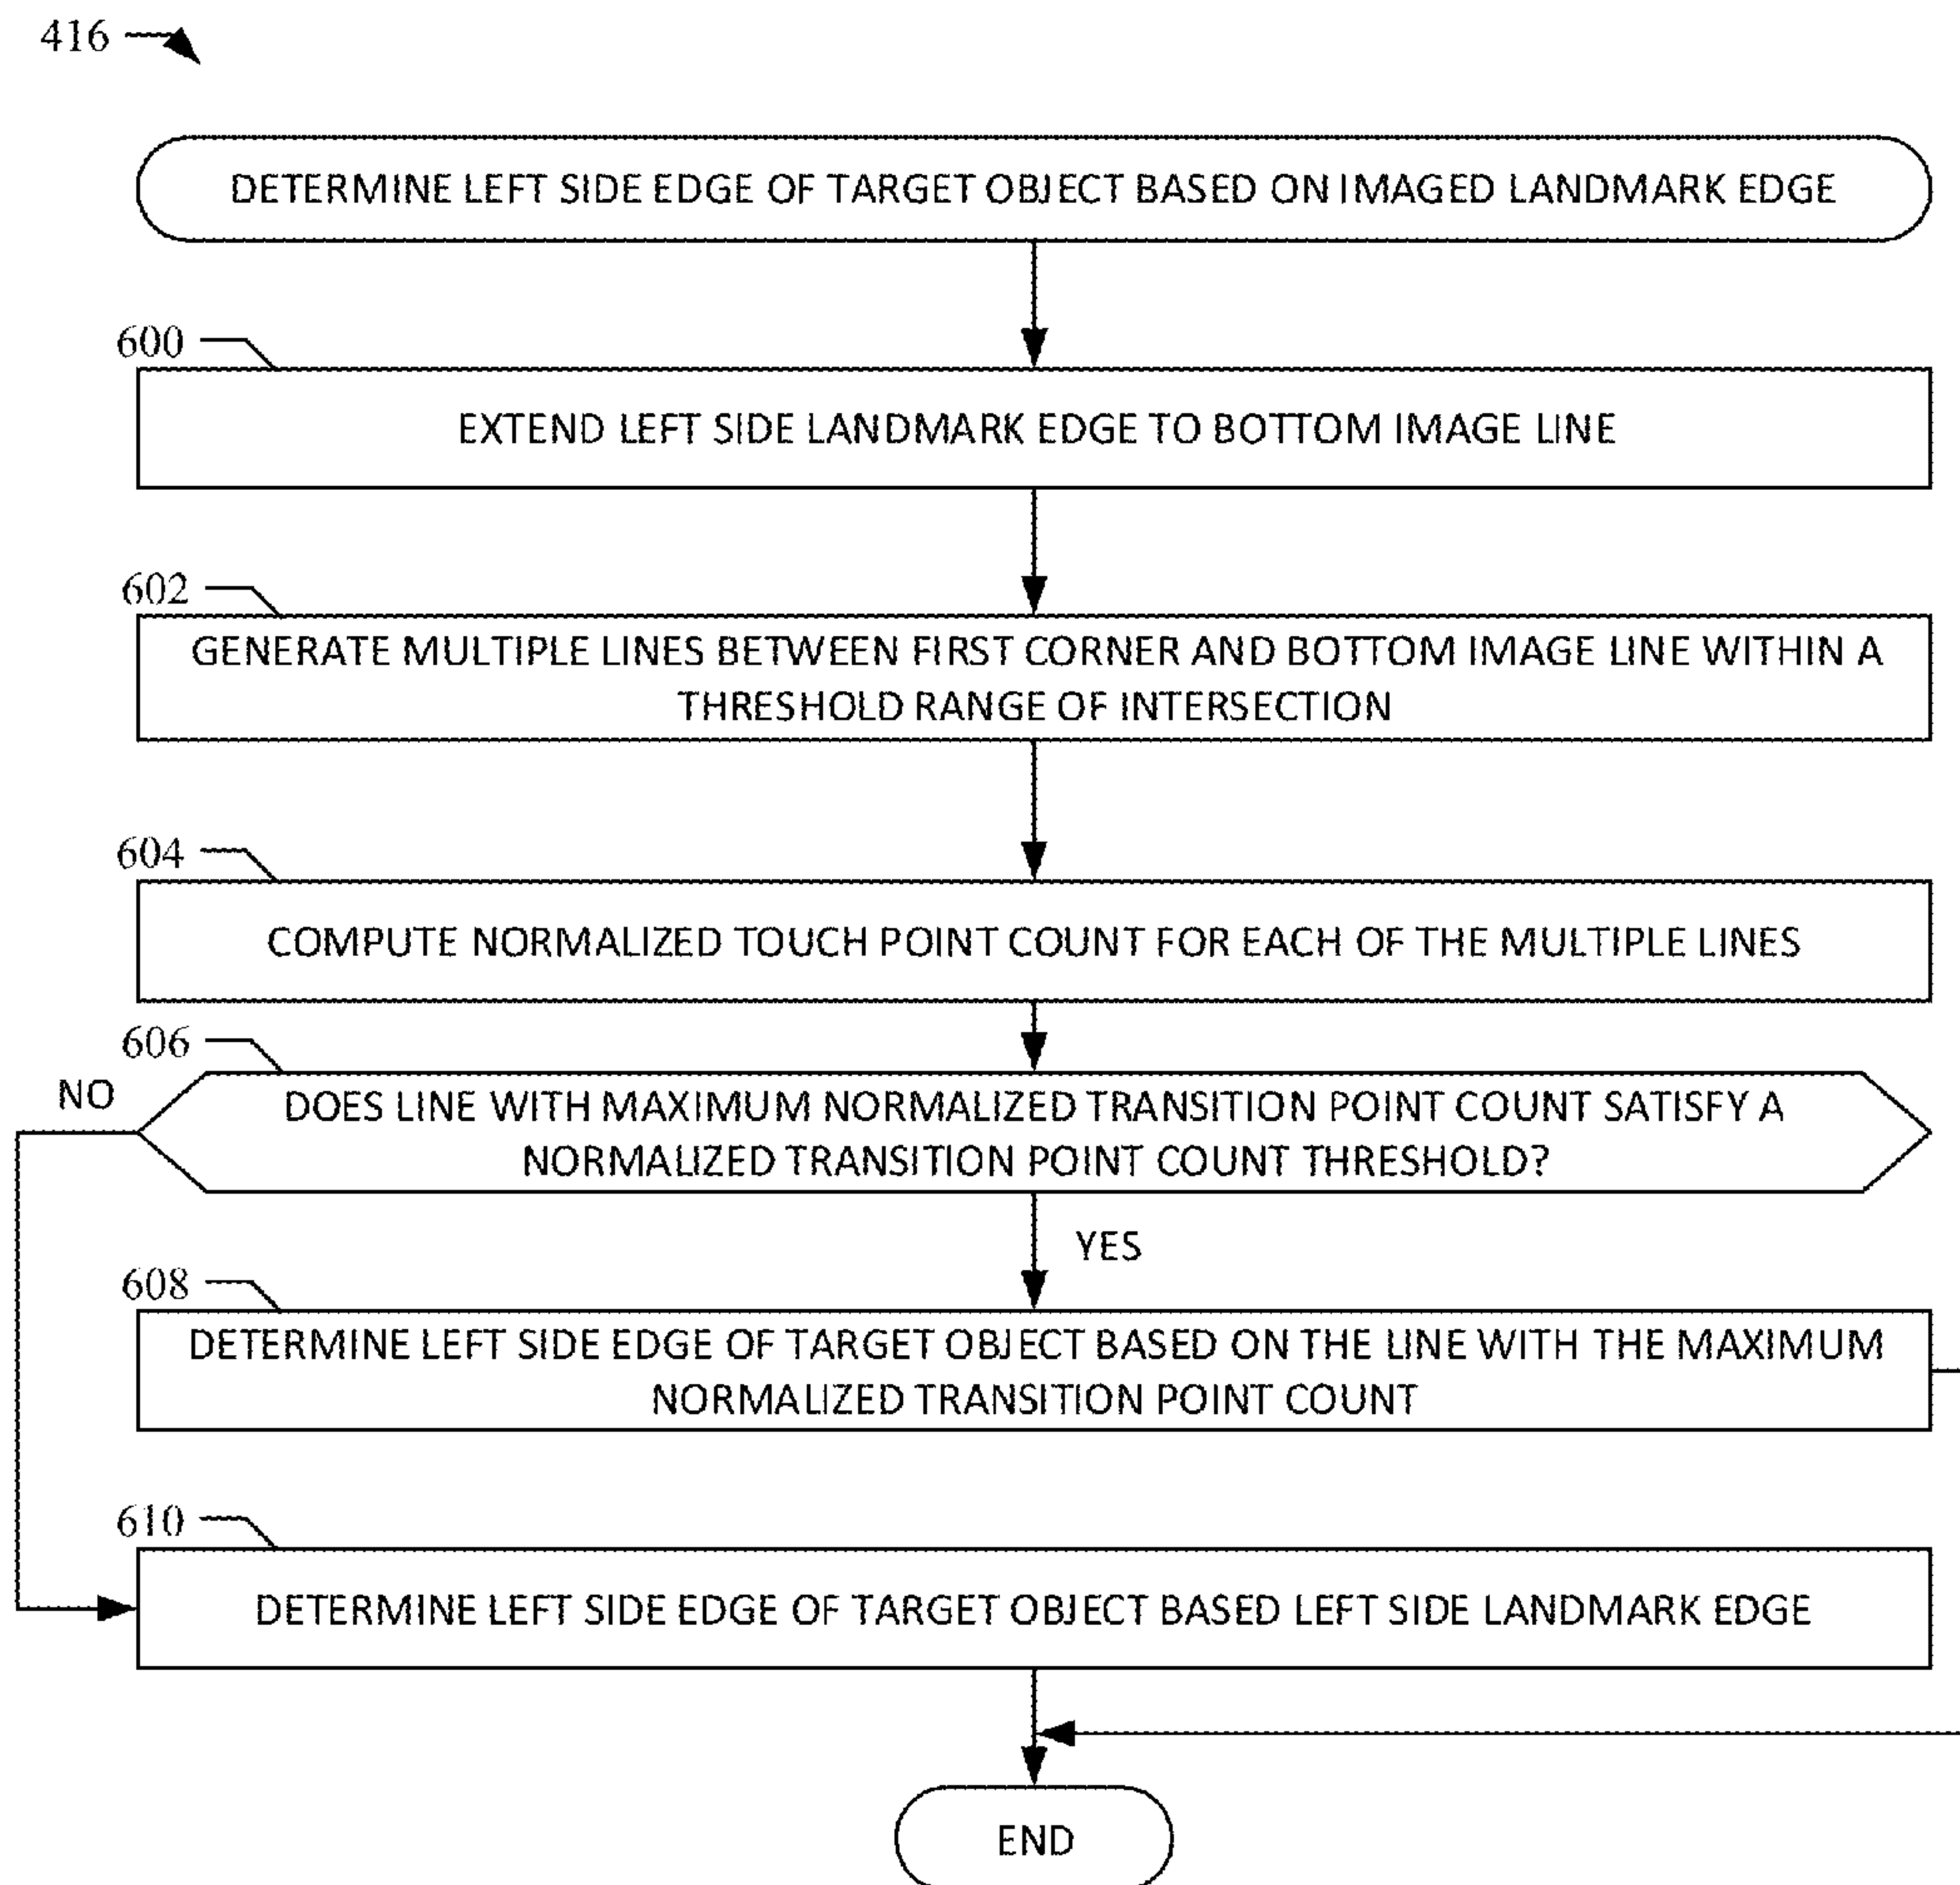 416
DETERMINE LEFT SIDE EDGE OF TARGET OBJECT BASED ON IMAGED LANDMARK EDGE
600
EXTEND LEFT SIDE LANDMARK EDGE TO BOTTOM IMAGE LINE
602
GENERATE MULTIPLE LINES BETWEEN FIRST CORNER AND BOTTOM IMAGE LINE WITHIN A
THRESHOLD RANGE OF INTERSECTION
604
COMPUTE NORMALIZED TOUCH POINT COUNT FOR EACH OF THE MULTIPLE LINES
606
NO
DOES LINE WITH MAXIMUM NORMALIZED TRANSITION POINT COUNT SATISFY A
NORMALIZED TRANSITION POINT COUNT THRESHOLD?
YES
608
DETERMINE LEFT SIDE EDGE OF TARGET OBJECT BASED ON THE LINE WITH THE MAXIMUM
NORMALIZED TRANSITION POINT COUNT
610
DETERMINE LEFT SIDE EDGE OF TARGET OBJECT BASED LEFT SIDE LANDMARK EDGE
END